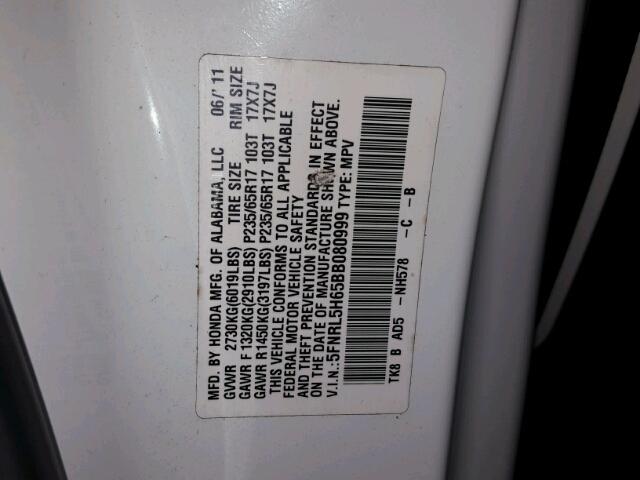 MFD. BY HONDA MFG. OF ALABAMA, LLC 06/'11
GVWR 2730KG(6019LBS) TIRE SIZE RIM SIZE
GAWR F 1320KG(2910LBS) P235/65R17 103T 17X7J
GAWR R1450KG(3197LBS) P235/65R17 103T 17X7J
THIS VEHICLE CONFORMS TO ALL APPLICABLE
FEDERAL MOTOR VEHICLE SAFETY
AND THEFT PREVENTION STANDARDS IN EFFECT
ON THE DATE OF MANUFACTURE SHOWN ABOVE.
V.I.N.:5FNRL5H65BB080999 TYPE: MPV
TK8 B AD5 -NH578 -C -B